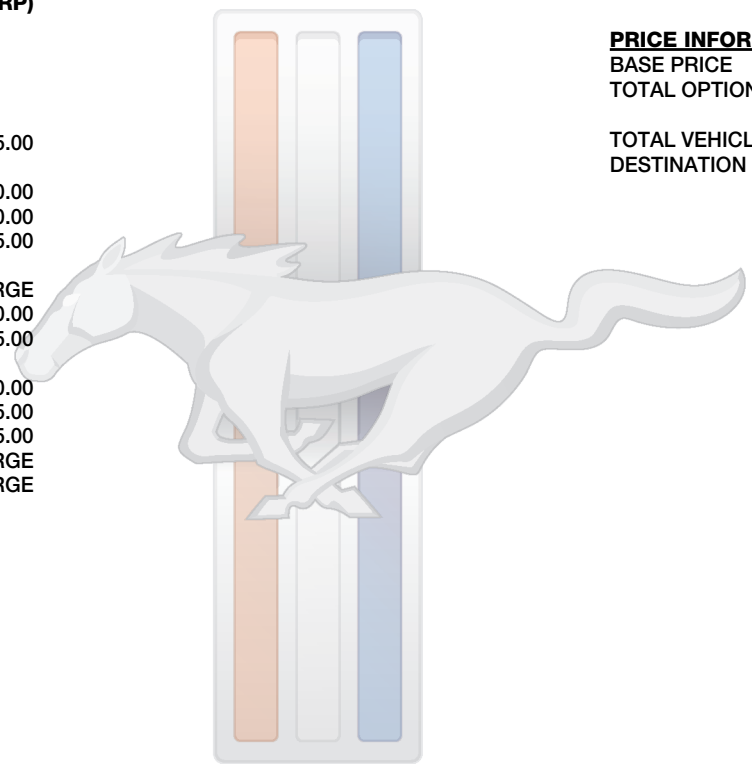 RP)
5.00
0.00
0.00
5.00
RGE
0.00
5.00
0.00
5.00
5.00
RGE
RGE
PRICE INFOR
BASE PRICE
TOTAL OPTION
TOTAL VEHICL
DESTINATION